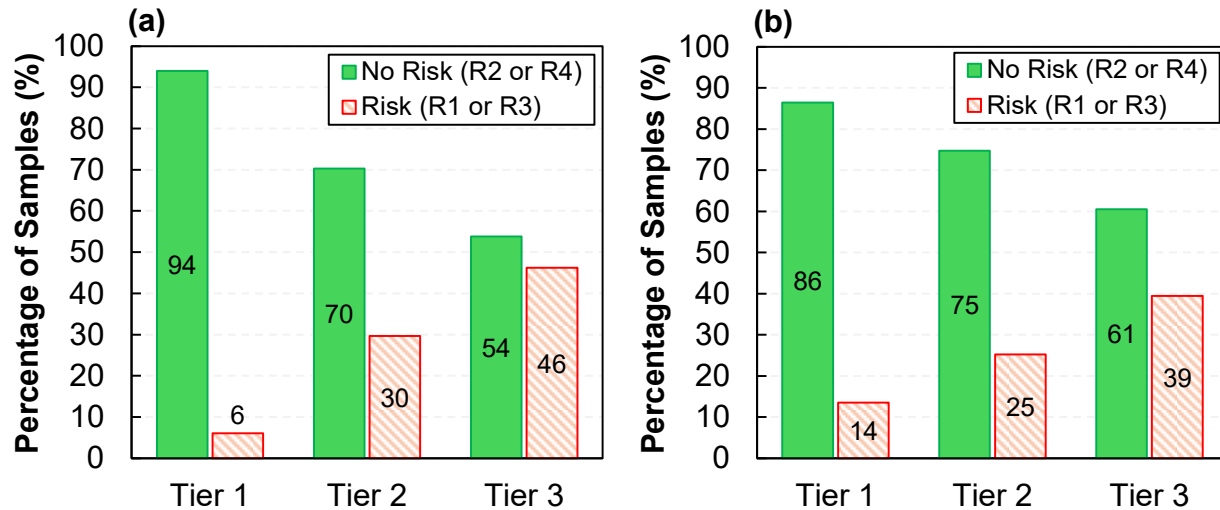 (a)
Percentage of Samples (%)
100
90
80
70
60
50
40
30
20
10
0
No Risk (R2 or R4)
Risk (R1 or R3)
94
6
70
30
54
46
Tier 1
Tier 2
Tier 3
(b)
Percentage of Samples (%)
100
90
80
70
60
50
40
30
20
10
0
No Risk (R2 or R4)
Risk (R1 or R3)
86
14
75
25
61
39
Tier 1
Tier 2
Tier 3